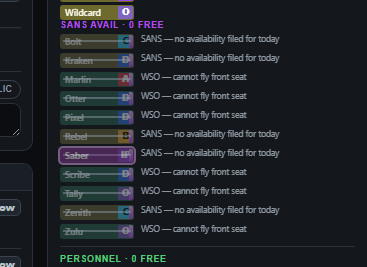 Wildcard
SANS AVAIL · 0 FREE
Bolt C SANS — no availability filed for today
Kraken D SANS — no availability filed for today
Marlin A WSO — cannot fly front seat
LIC
Otter D WSO — cannot fly front seat
Pixel D WSO — cannot fly front seat
Rebel B SANS — no availability filed for today
Saber SANS — no availability filed for today
Scribe D WSO — cannot fly front seat
Tally WSO — cannot fly front seat
ow
Zenith C SANS — no availability filed for today
Zulu WSO — cannot fly front seat
PERSONNEL · 0 FREE
ow